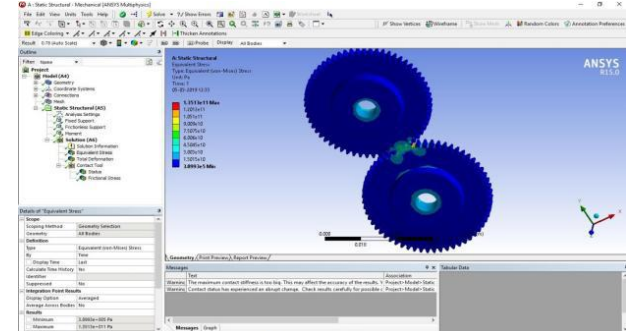 A : Static Structural - Mechanical [ANSYS Multiphysics]
File Edit View Units Tools Help
Solve
Show Errors
Show Vertices
Wireframe
Random Colors
Annotation Preferences
Edge Coloring
Thicken Annotations
Result
Probe
Display
All Bodies
Outline
Filter: Name
Project
Model (A4)
Geometry
Coordinate Systems
Connections
Mesh
Static Structural (A5)
Analysis Settings
Fixed Support
Frictionless Support
Moment
Solution (A6)
Solution Information
Equivalent Stress
Total Deformation
Contact Tool
Status
Frictional Stress
A: Static Structural
Equivalent Stress
Type: Equivalent (von-Mises) Stress
Unit: Pa
Time: 1
ANSYS
R15.0
0.000
0.010
Geometry / Print Preview / Report Preview
Details of "Equivalent Stress"
Scope
Scoping Method Geometry Selection
Geometry All Bodies
Definition
Type Equivalent (von-Mises) Stress
By Time
Display Time Last
Calculate Time History Yes
Identifier
Suppressed No
Integration Point Results
Display Option Averaged
Average Across Bodies No
Results
Minimum
Maximum
Messages
Text Association
Warning The maximum contact stiffness is too big. This may affect the accuracy of the results. Project>Model>Static
Warning Contact status has experienced an abrupt change. Check results carefully for possible Project>Model>Static
Messages Graph
Tabular Data